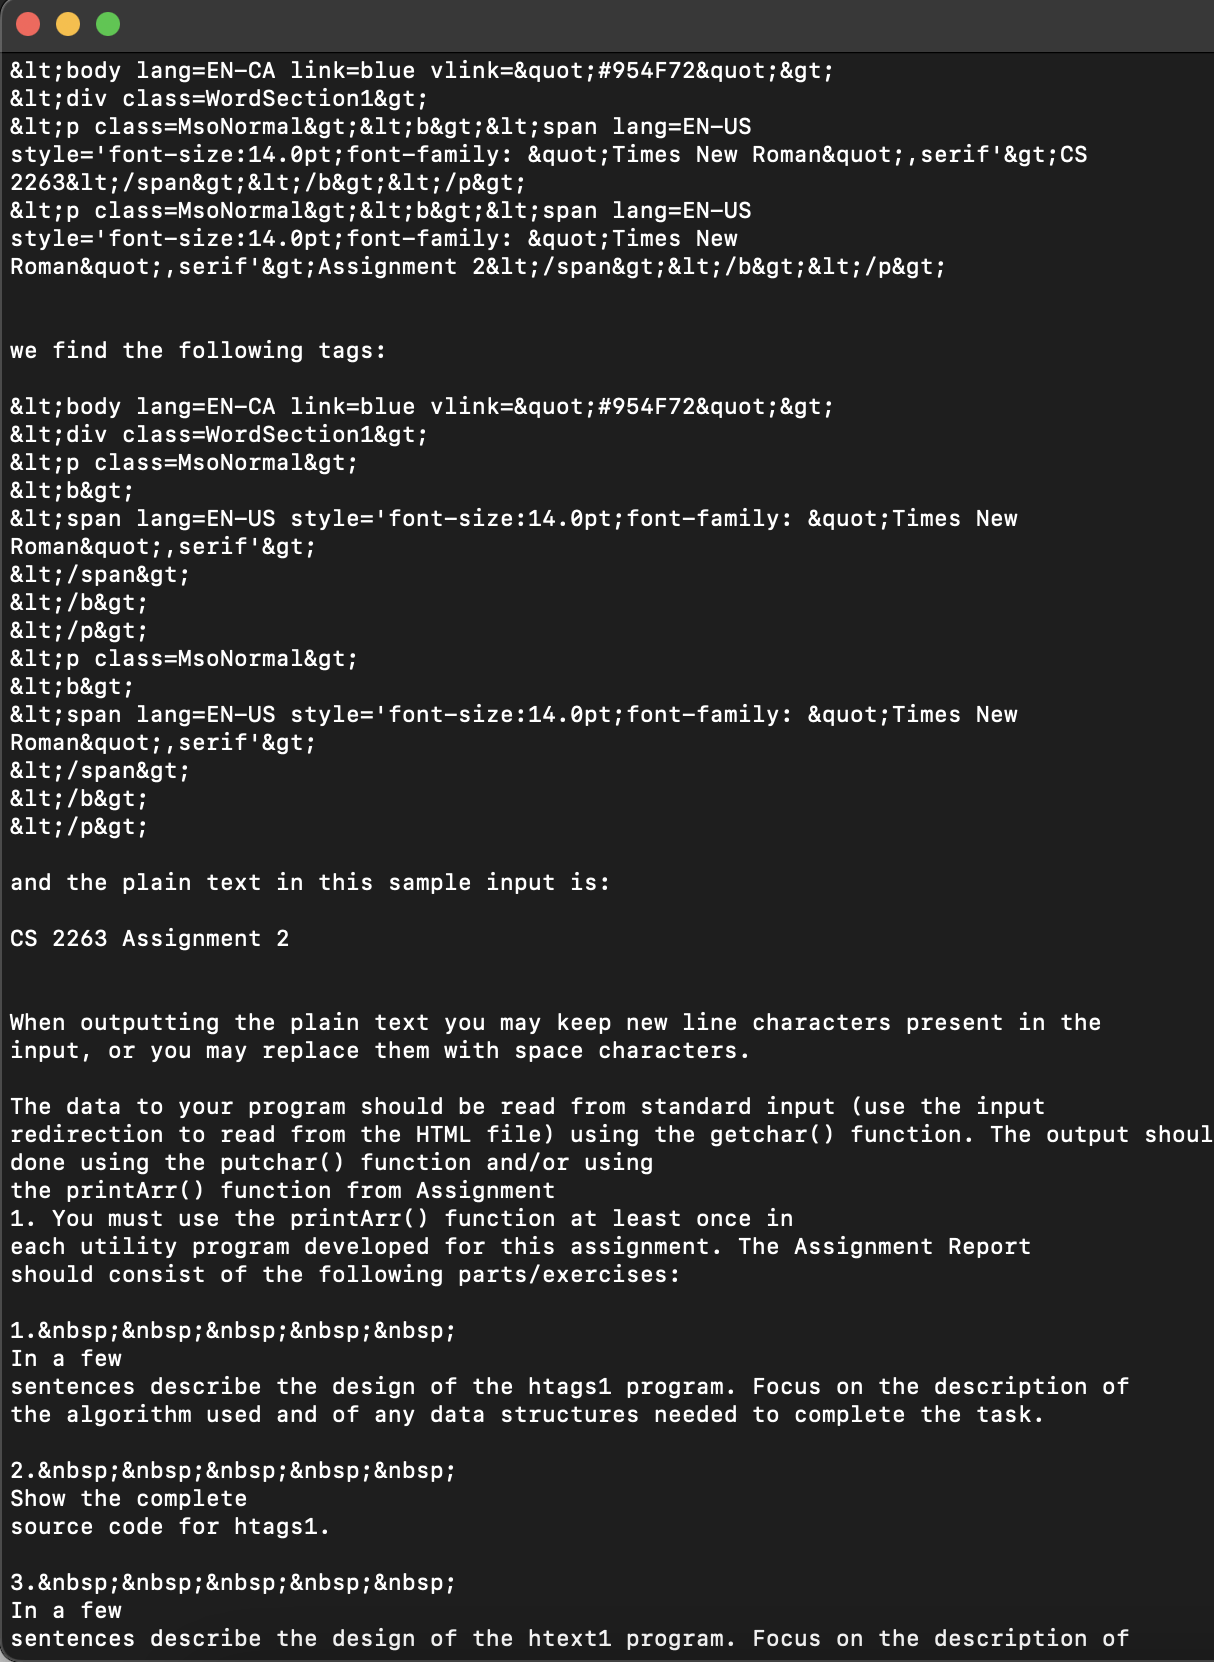 &lt;body lang=EN-CA link=blue vlink=&quot;#954F72&quot;&gt;
&lt;div class=WordSection1&gt;
&lt;p class=MsoNormal&gt;&lt;b&gt;&lt;span lang=EN-US
style='font-size:14.0pt;font-family: &quot;Times New Roman&quot;,serif'&gt;CS
2263&lt;/span&gt;&lt;/b&gt;&lt;/p&gt;
&lt;p class=MsoNormal&gt;&lt;b&gt;&lt;span lang=EN-US
style='font-size:14.0pt;font-family: &quot;Times New
Roman&quot;,serif'&gt;Assignment 2&lt;/span&gt;&lt;/b&gt;&lt;/p&gt;
we find the following tags:
&lt;body lang=EN-CA link=blue vlink=&quot;#954F72&quot;&gt;
&lt;div class=WordSection1&gt;
&lt;p class=MsoNormal&gt;
&lt;b&gt;
&lt;span lang=EN-US style='font-size:14.0pt;font-family: &quot;Times New
Roman&quot;,serif'&gt;
&lt;/span&gt;
&lt;/b&gt;
&lt;/p&gt;
&lt;p class=MsoNormal&gt;
&lt;b&gt;
&lt;span lang=EN-US style='font-size:14.0pt;font-family: &quot;Times New
Roman&quot;,serif'&gt;
&lt;/span&gt;
&lt;/b&gt;
&lt;/p&gt;
and the plain text in this sample input is:
CS 2263 Assignment 2
When outputting the plain text you may keep new line characters present in the
input, or you may replace them with space characters.
The data to your program should be read from standard input (use the input
redirection to read from the HTML file) using the getchar() function. The output shoul
done using the putchar() function and/or using
the printArr() function from Assignment
1. You must use the printArr() function at least once in
each utility program developed for this assignment. The Assignment Report
should consist of the following parts/exercises:
1.&nbsp;&nbsp;&nbsp;&nbsp;&nbsp;
In a few
sentences describe the design of the htags1 program. Focus on the description of
the algorithm used and of any data structures needed to complete the task.
2.&nbsp;&nbsp;&nbsp;&nbsp;&nbsp;
Show the complete
source code for htags1.
3.&nbsp;&nbsp;&nbsp;&nbsp;&nbsp;
In a few
sentences describe the design of the htext1 program. Focus on the description of